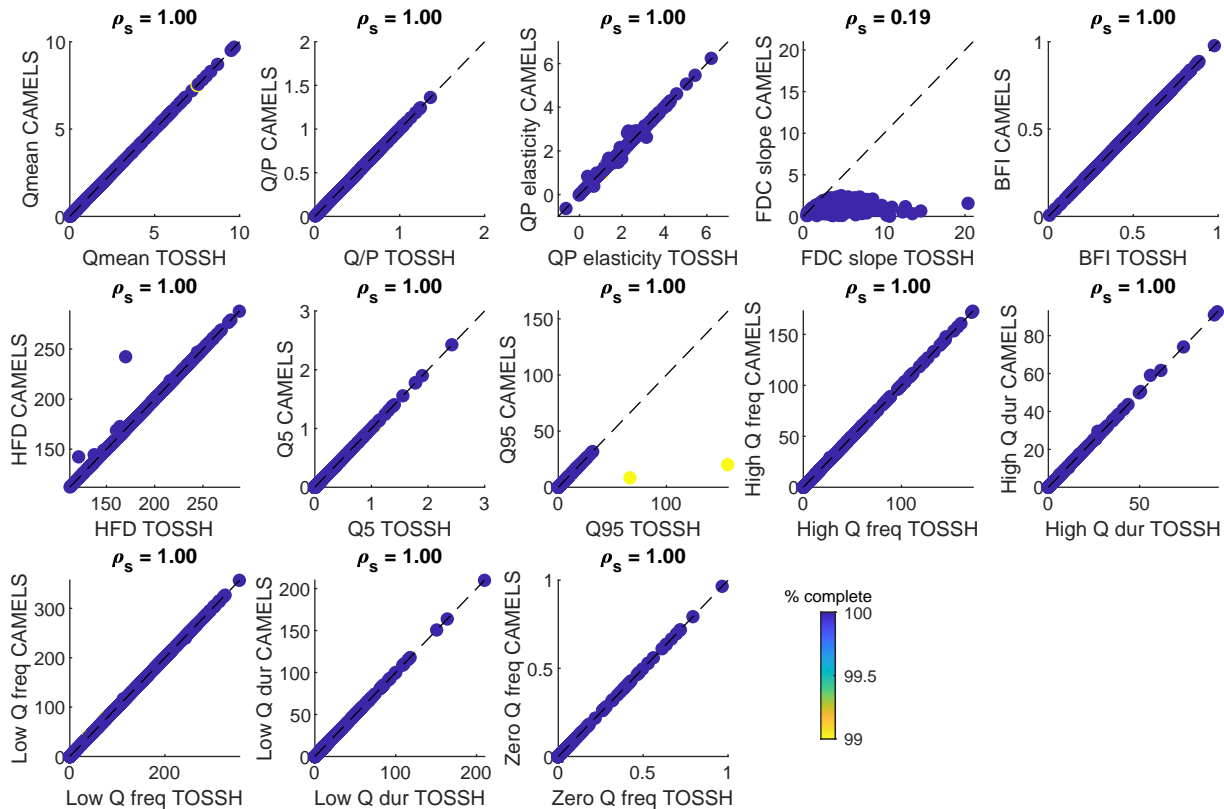 ρs = 1.00
10
5
0
0
5
10
Qmean CAMELS
Qmean TOSSH
ρs = 1.00
2
1.5
1
0.5
0
0
1
2
Q/P CAMELS
Q/P TOSSH
ρs = 1.00
6
4
2
0
0
2
4
6
QP elasticity CAMELS
QP elasticity TOSSH
ρs = 0.19
20
15
10
5
0
0
10
20
FDC slope CAMELS
FDC slope TOSSH
ρs = 1.00
1
0.5
0
0
0.5
1
BFI CAMELS
BFI TOSSH
ρs = 1.00
250
200
150
150
200
250
HFD CAMELS
HFD TOSSH
ρs = 1.00
3
2
1
0
0
1
2
3
Q5 CAMELS
Q5 TOSSH
ρs = 1.00
150
100
50
0
0
100
Q95 CAMELS
Q95 TOSSH
ρs = 1.00
150
100
50
0
0
100
High Q freq CAMELS
High Q freq TOSSH
ρs = 1.00
80
60
40
20
0
0
50
High Q dur CAMELS
High Q dur TOSSH
ρs = 1.00
300
200
100
0
0
200
Low Q freq CAMELS
Low Q freq TOSSH
ρs = 1.00
200
150
100
50
0
0
100
200
Low Q dur CAMELS
Low Q dur TOSSH
ρs = 1.00
1
0.5
0
0
0.5
1
Zero Q freq CAMELS
Zero Q freq TOSSH
% complete
100
99.5
99